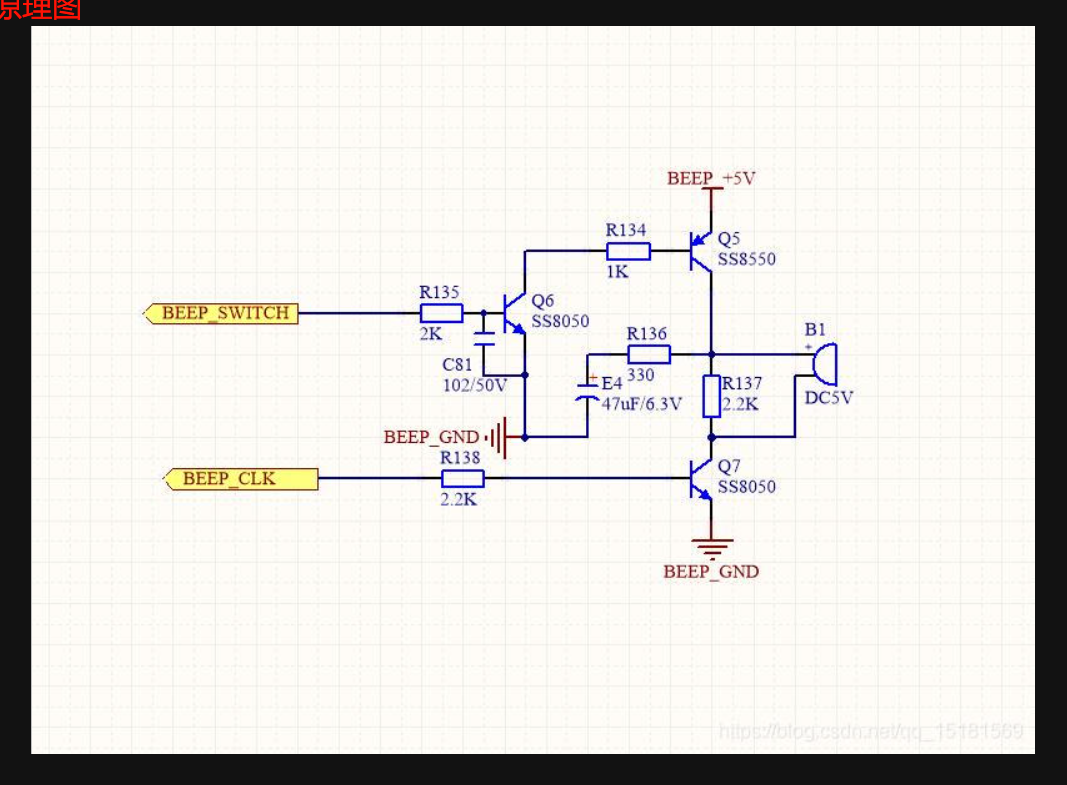 原理图
BEEP_+5V
R134
Q5
SS8550
1K
R135
Q6
BEEP_SWITCH
SS8050
2K
R136
B1
+
C81
330
102/50V
+
E4
47uF/6.3V
R137
2.2K
DC5V
BEEP_GND
R138
Q7
BEEP_CLK
SS8050
2.2K
BEEP_GND
https://blog.csdn.net/qq_15181569